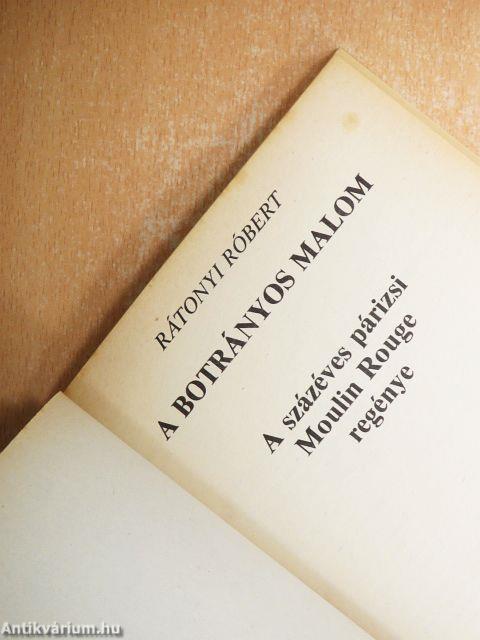 RÁTONYI RÓBERT
A BOTRÁNYOS MALOM
A százéves párizsi
Moulin Rouge
regénye
Antikvárium.hu